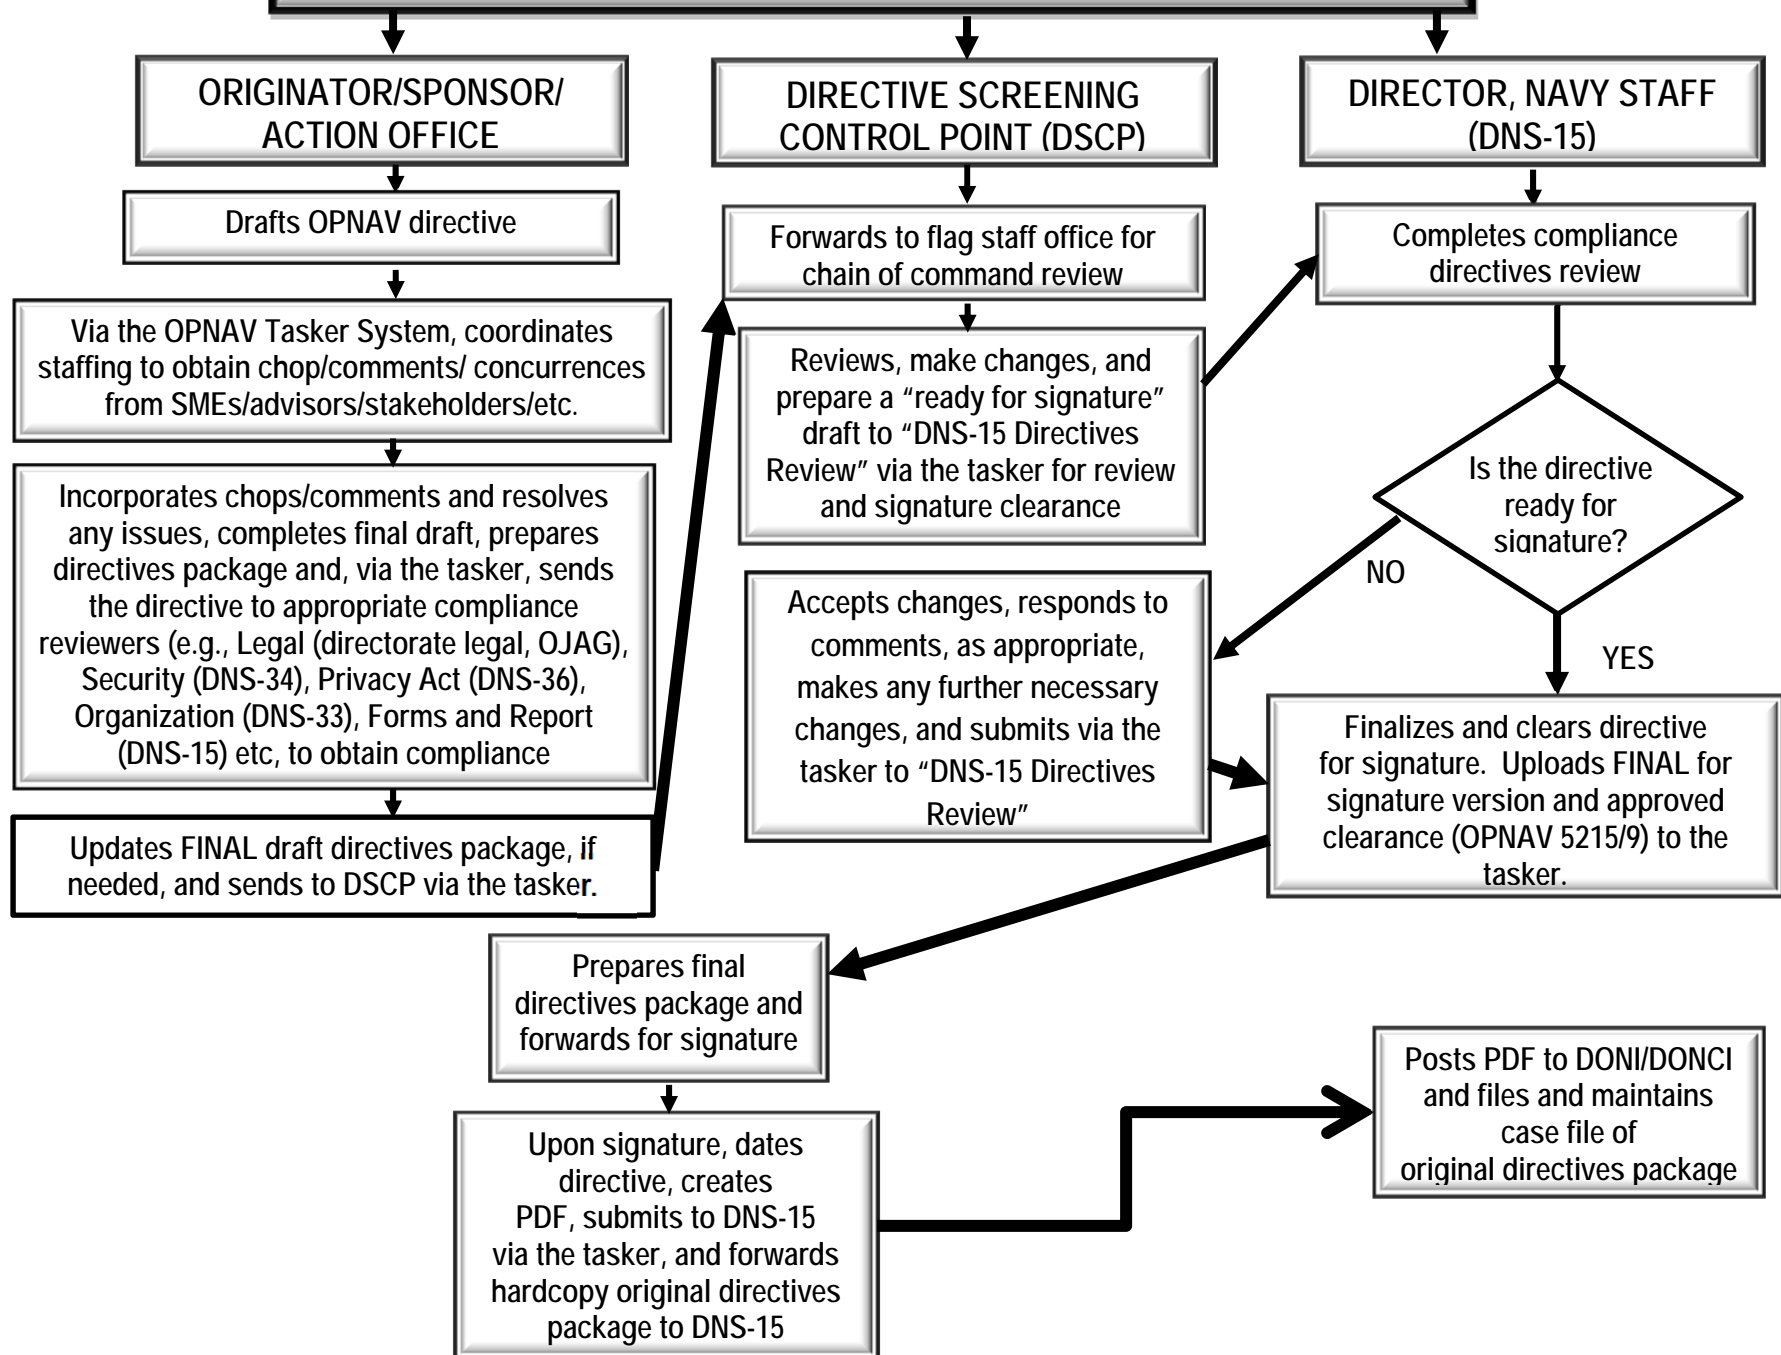 ORIGINATOR/SPONSOR/
ACTION OFFICE
Drafts OPNAV directive
Via the OPNAV Tasker System, coordinates
staffing to obtain chop/comments/ concurrences
from SMEs/advisors/stakeholders/etc.
Incorporates chops/comments and resolves
any issues, completes final draft, prepares
directives package and, via the tasker, sends
the directive to appropriate compliance
reviewers (e.g., Legal (directorate legal, OJAG),
Security (DNS-34), Privacy Act (DNS-36),
Organization (DNS-33), Forms and Report
(DNS-15) etc, to obtain compliance
Updates FINAL draft directives package, if
needed, and sends to DSCP via the tasker.
DIRECTIVE SCREENING
CONTROL POINT (DSCP)
Forwards to flag staff office for
chain of command review
Reviews, make changes, and
prepare a “ready for signature”
draft to “DNS-15 Directives
Review” via the tasker for review
and signature clearance
DIRECTOR, NAVY STAFF
(DNS-15)
Completes compliance
directives review
Is the directive
ready for
signature?
NO
YES
Accepts changes, responds to
comments, as appropriate,
makes any further necessary
changes, and submits via the
tasker to “DNS-15 Directives
Review”
Finalizes and clears directive
for signature. Uploads FINAL for
signature version and approved
clearance (OPNAV 5215/9) to the
tasker.
Prepares final
directives package and
forwards for signature
Upon signature, dates
directive, creates
PDF, submits to DNS-15
via the tasker, and forwards
hardcopy original directives
package to DNS-15
Posts PDF to DONI/DONCI
and files and maintains
case file of
original directives package